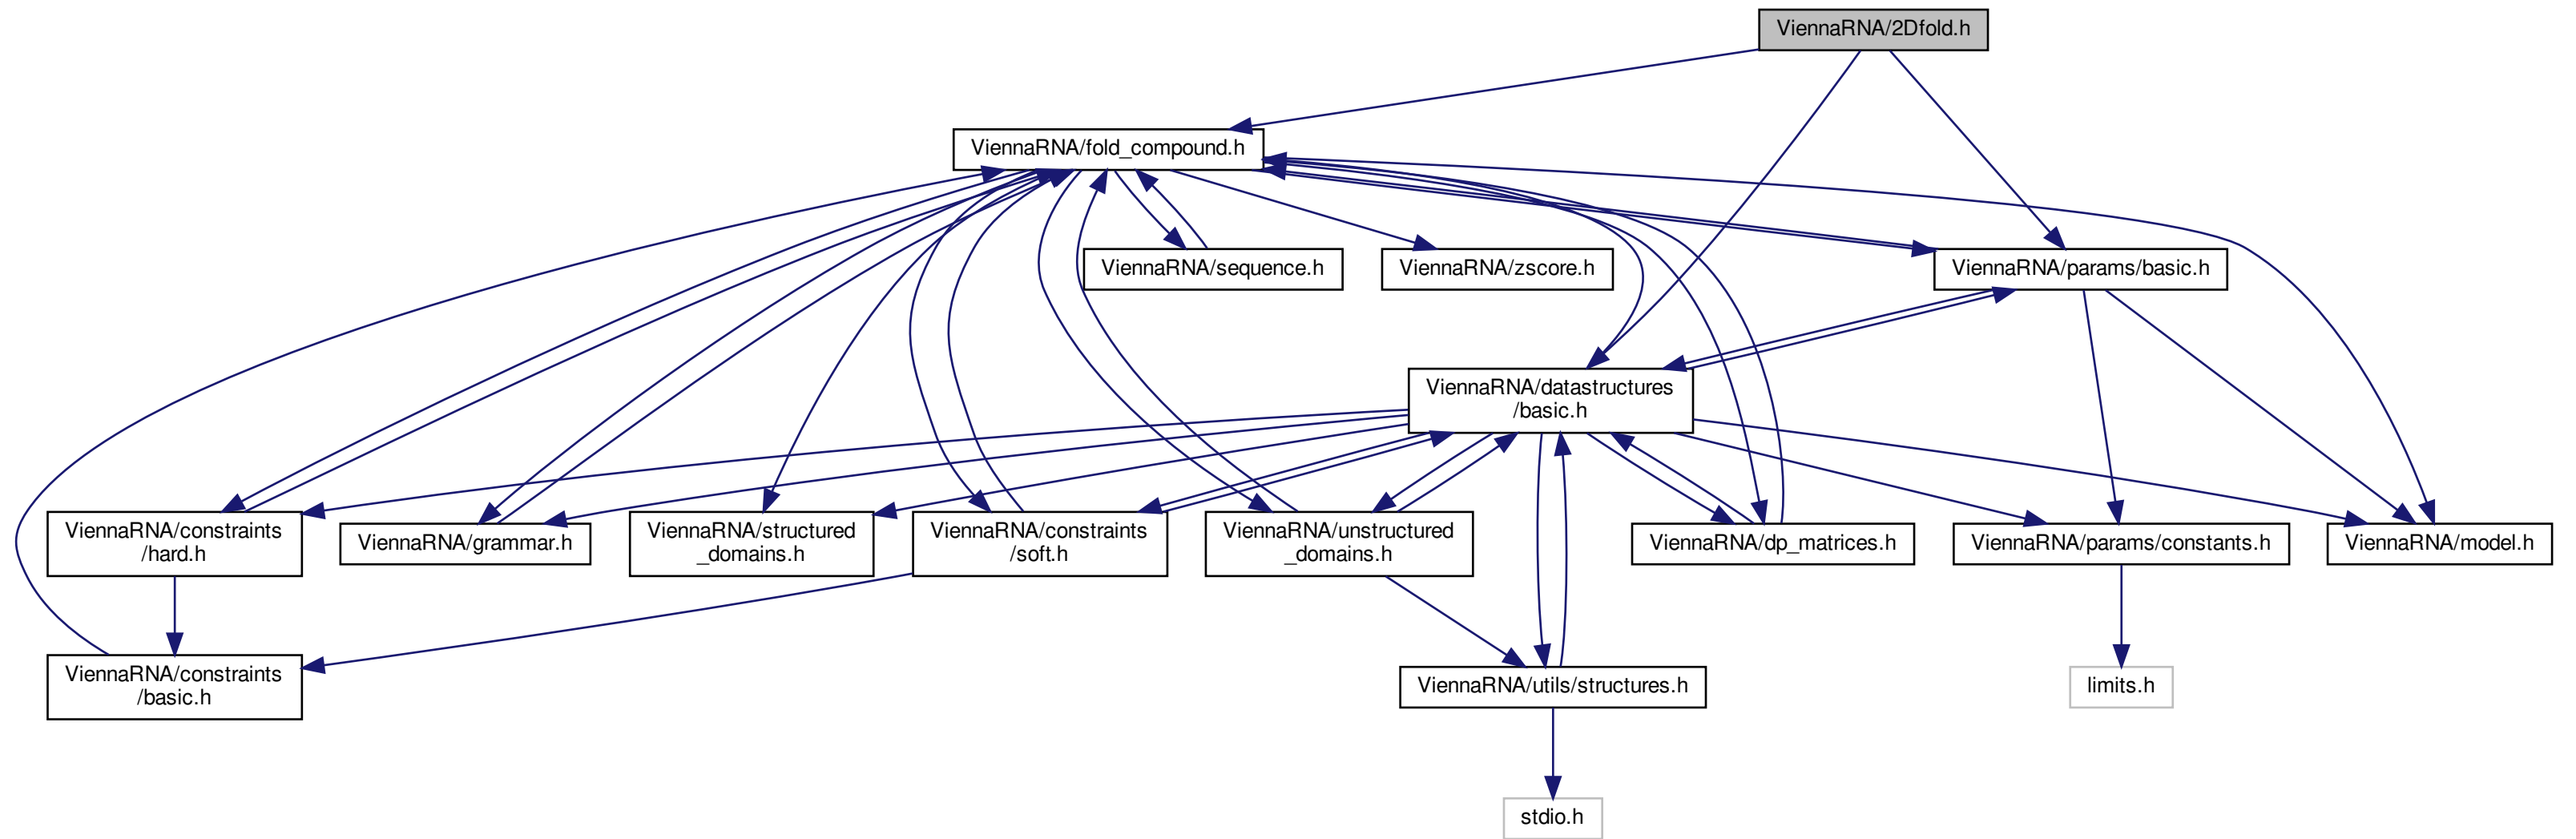 ViennaRNA/2Dfold.h
ViennaRNA/fold_compound.h
ViennaRNA/sequence.h
ViennaRNA/zscore.h
ViennaRNA/params/basic.h
ViennaRNA/datastructures
/basic.h
ViennaRNA/constraints
/hard.h
ViennaRNA/grammar.h
ViennaRNA/structured
_domains.h
ViennaRNA/constraints
/soft.h
ViennaRNA/unstructured
_domains.h
ViennaRNA/dp_matrices.h
ViennaRNA/params/constants.h
ViennaRNA/model.h
ViennaRNA/constraints
/basic.h
ViennaRNA/utils/structures.h
limits.h
stdio.h